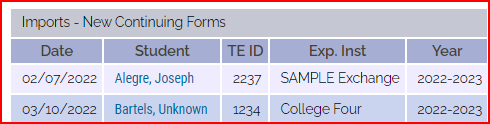 Imports - New Continuing Forms
Date Student TE ID Exp. Inst Year
02/07/2022 Alegre, Joseph 2237 SAMPLE Exchange 2022-2023
03/10/2022 Bartels, Unknown 1234 College Four 2022-2023